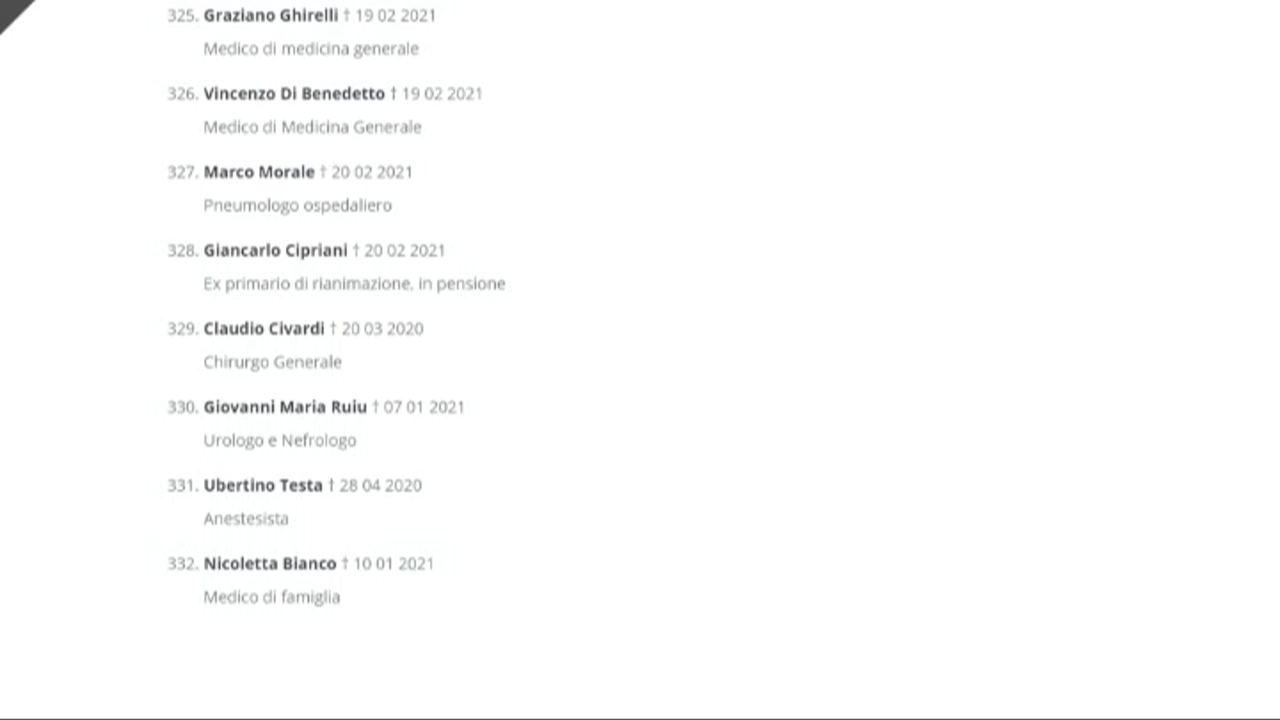 325. Graziano Ghirelli † 19 02 2021
Medico di medicina generale
326. Vincenzo Di Benedetto † 19 02 2021
Medico di Medicina Generale
327. Marco Morale † 20 02 2021
Pneumologo ospedaliero
328. Giancarlo Cipriani † 20 02 2021
Ex primario di rianimazione, in pensione
329. Claudio Civardi † 20 03 2020
Chirurgo Generale
330. Giovanni Maria Ruiu † 07 01 2021
Urologo e Nefrologo
331. Ubertino Testa † 28 04 2020
Anestesista
332. Nicoletta Bianco † 10 01 2021
Medico di famiglia